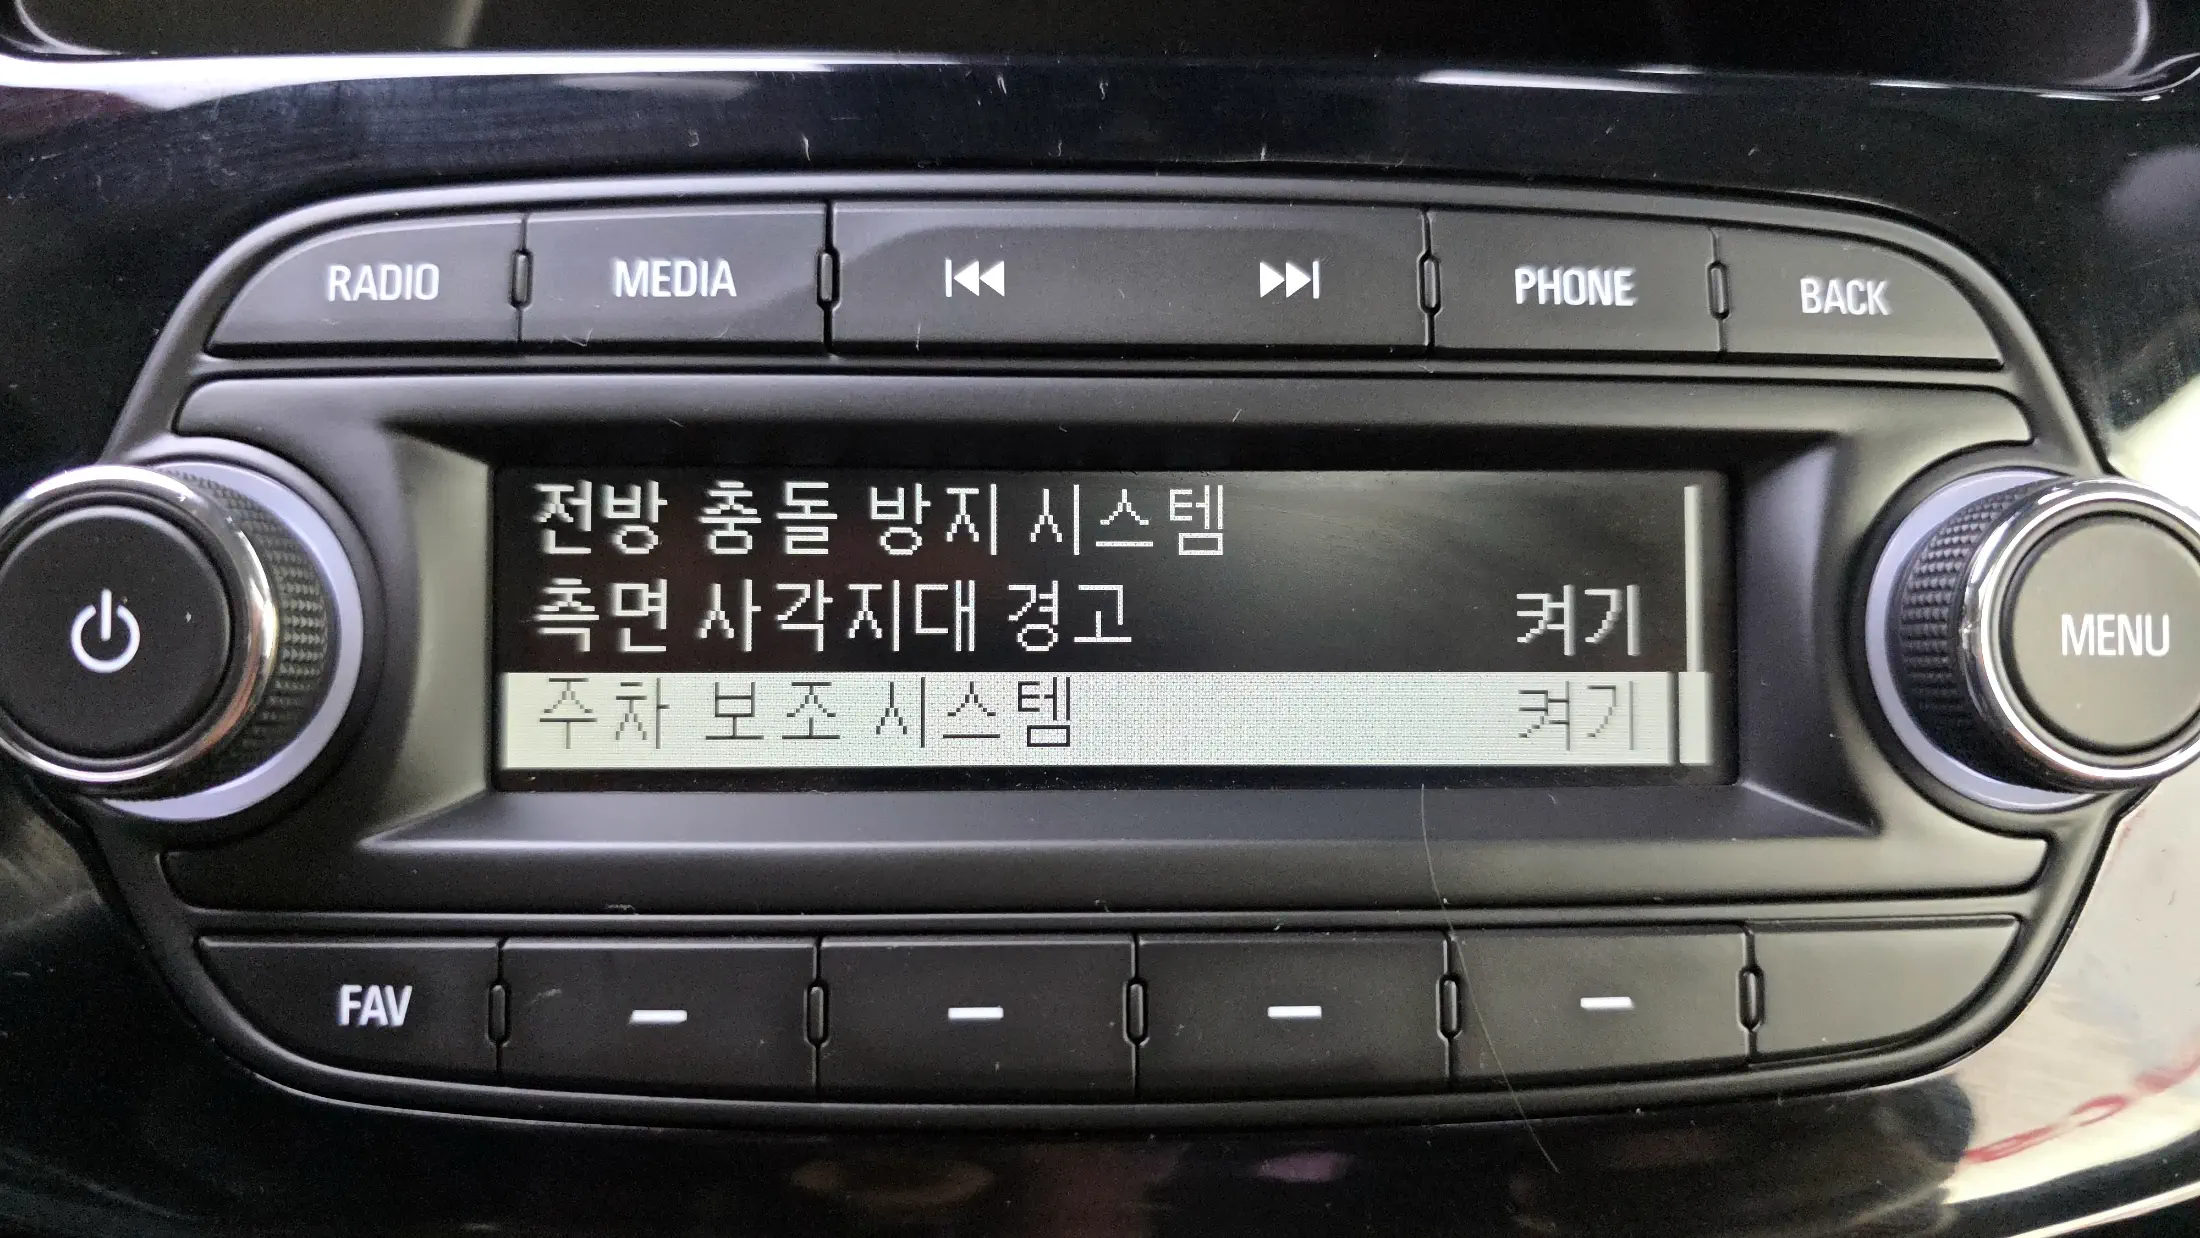 RADIO MEDIA PHONE BACK
전방 충돌 방지 시스템
측면 사각지대 경고 켜기
주차 보조 시스템 켜기
MENU
FAV